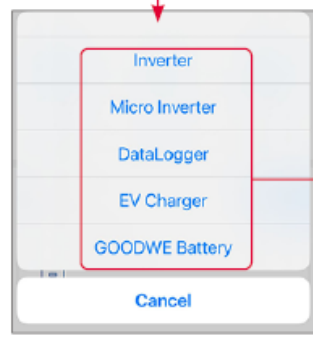 Inverter
Micro Inverter
DataLogger
EV Charger
GOODWE Battery
Cancel